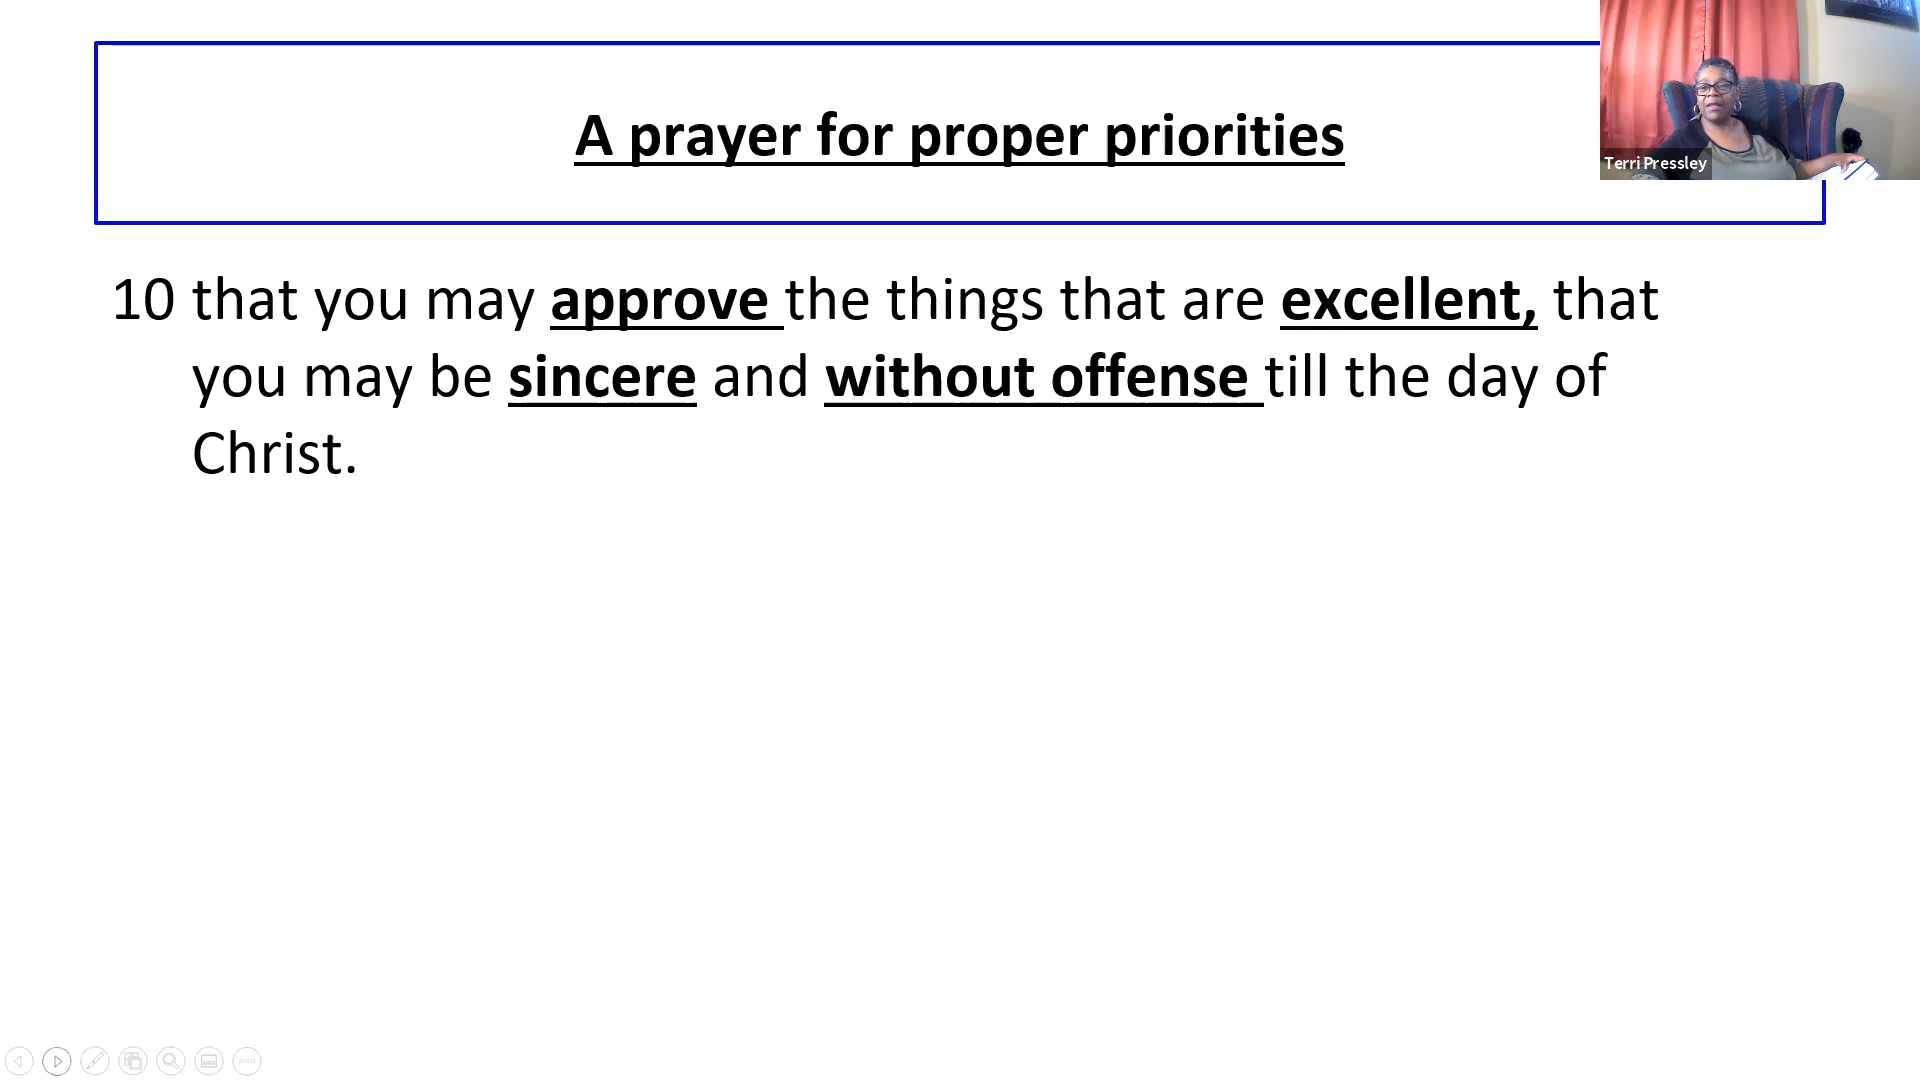 A prayer for proper priorities
Terri Pressley
10 that you may approve the things that are excellent, that
you may be sincere and without offense till the day of
Christ.